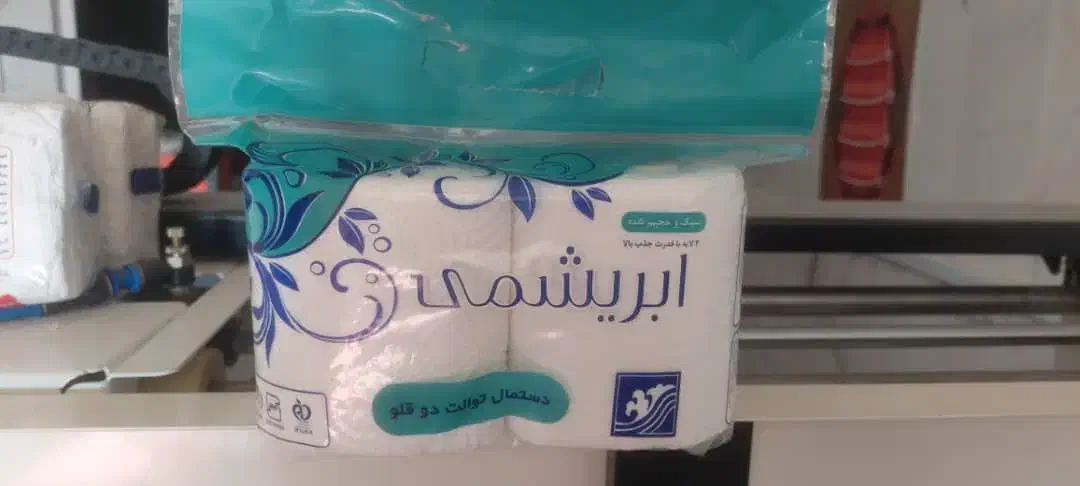 سبک و حجیم شده
۲ لایه با قدرت جذب بالا
ابریشمی
دستمال توالت دو قلو